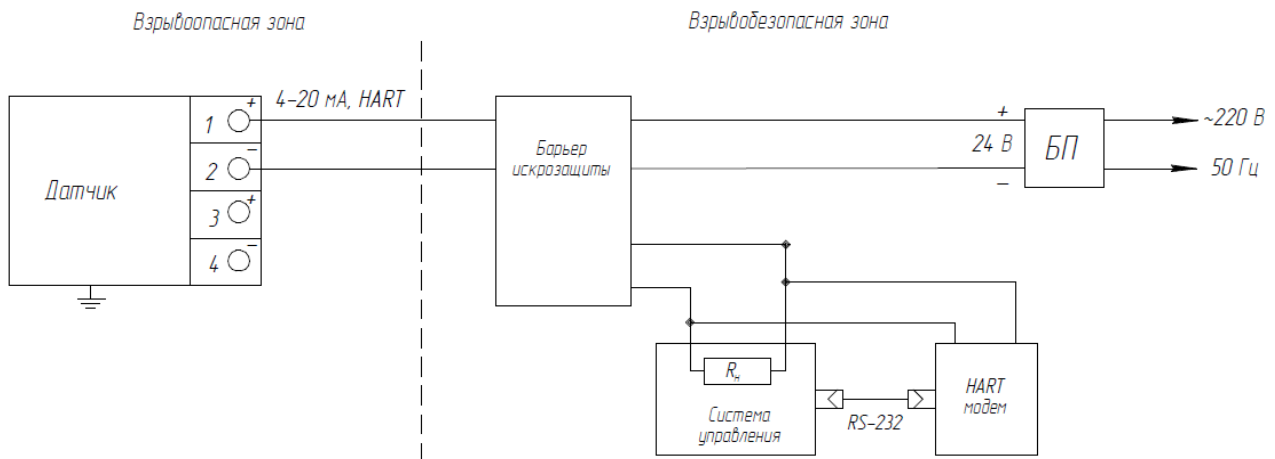 Взрывоопасная зона
Взрывобезопасная зона
4-20 мА, HART
Датчик
1 +
2 −
3 +
4 −
Барьер
искрозащиты
+
24 В
−
БП
~220 В
50 Гц
Rн
Система
управления
RS-232
HART
модем